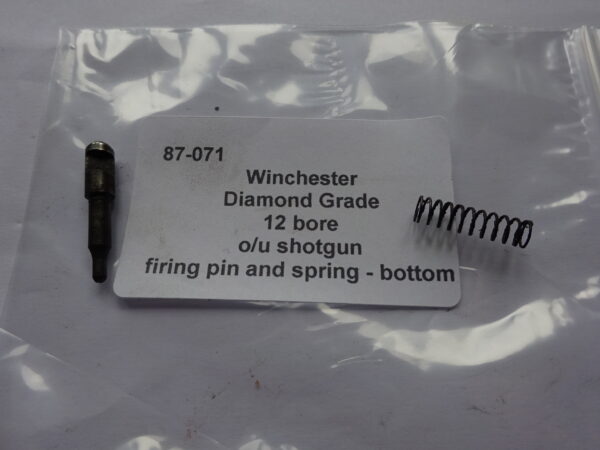 87-071
Winchester
Diamond Grade
12 bore
o/u shotgun
firing pin and spring - bottom